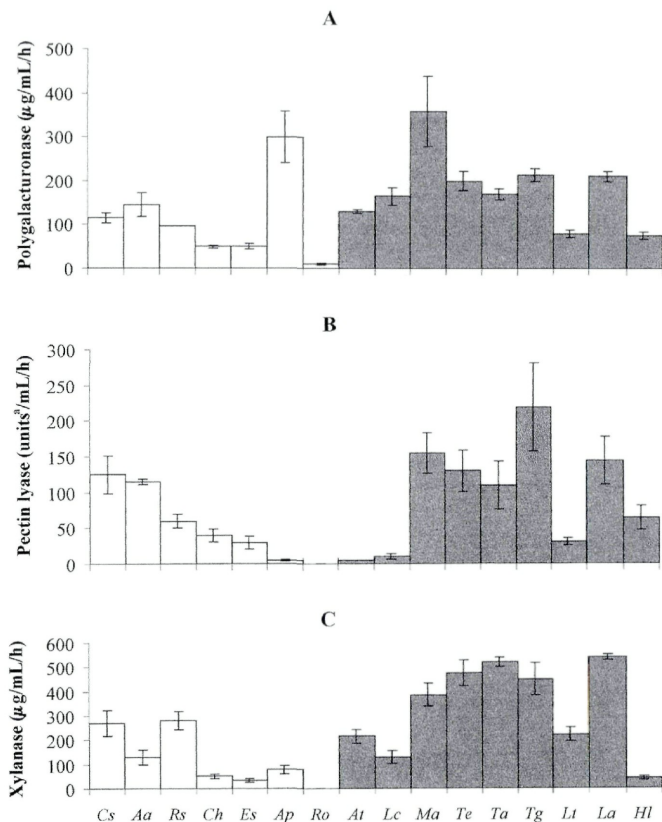 A
Polygalacturonase (μg/mL/h)
500
400
300
200
100
0
B
Pectin lyase (unitsª/mL/h)
300
250
200
150
100
50
0
C
Xylanase (μg/mL/h)
600
500
400
300
200
100
0
Cs Aa Rs Ch Es Ap Ro At Lc Ma Te Ta Tg Lt La Hl